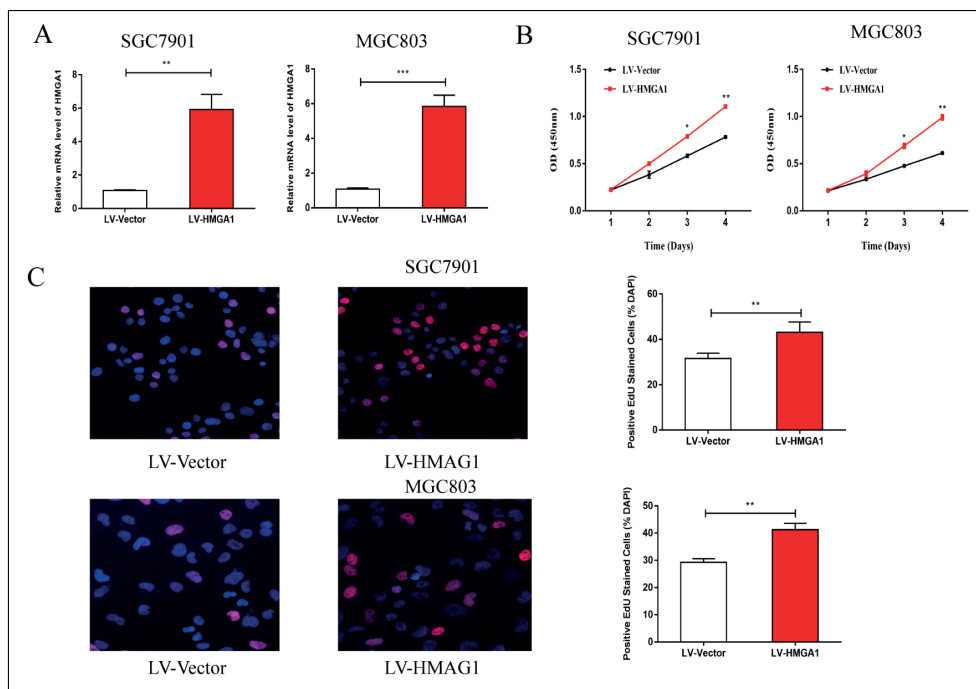 A
SGC7901
MGC803
B
SGC7901
MGC803
Relative mRNA level of HMGA1
8
6
4
2
0
**
LV-Vector
LV-HMGA1
Relative mRNA level of HMGA1
8
6
4
2
0
***
LV-Vector
LV-HMGA1
LV-Vector
LV-HMGA1
OD (450nm)
1.5
1.0
0.5
0.0
*
**
1 2 3 4
Time (Days)
LV-Vector
LV-HMGA1
OD (450nm)
1.5
1.0
0.5
0.0
*
**
1 2 3 4
Time (Days)
C
SGC7901
LV-Vector
LV-HMAG1
Positive EdU Stained Cells (% DAPI)
60
40
20
0
**
LV-Vector
LV-HMGA1
MGC803
LV-Vector
LV-HMAG1
Positive EdU Stained Cells (% DAPI)
50
40
30
20
10
0
**
LV-Vector
LV-HMGA1